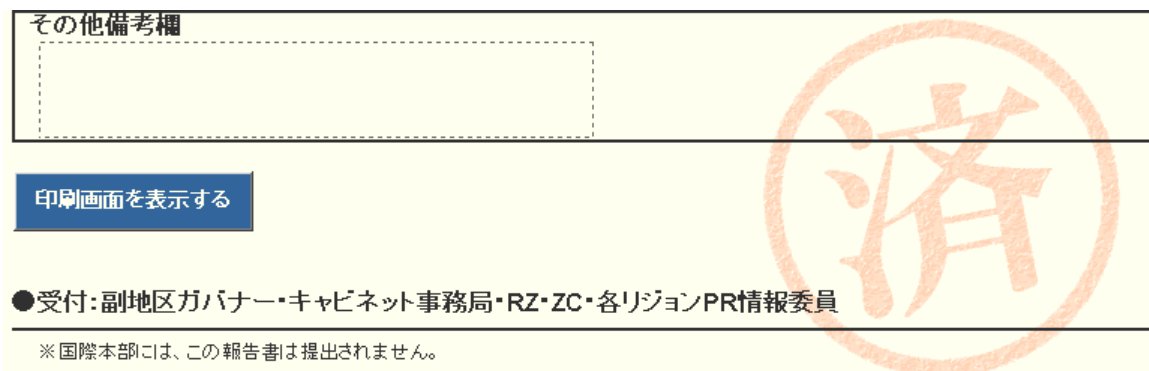 その他備考欄
印刷画面を表示する
済
●受付:副地区ガバナー・キャビネット事務局・RZ・ZC・各リジョンPR情報委員
※国際本部には、この報告書は提出されません。